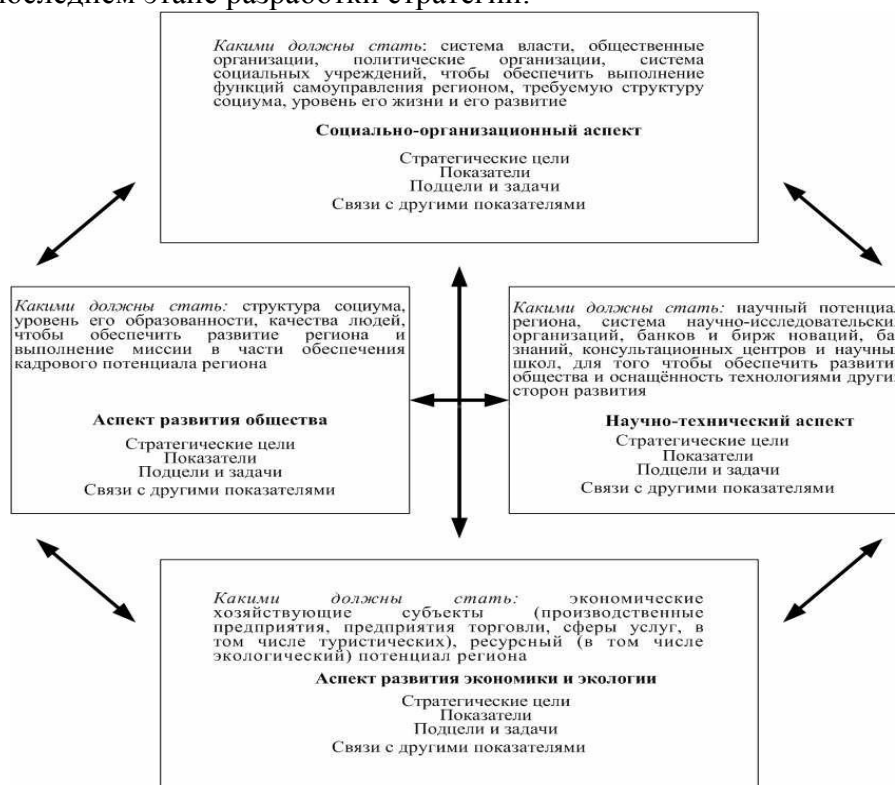 последнем этапе разработки стратегии.
Какими должны стать: система власти, общественные
организации, политические организации, система
социальных учреждений, чтобы обеспечить выполнение
функций самоуправления регионом, требуемую структуру
социума, уровень его жизни и его развитие
Социально-организационный аспект
Стратегические цели
Показатели
Подцели и задачи
Связи с другими показателями
Какими должны стать: структура социума,
уровень его образованности, качества людей,
чтобы обеспечить развитие региона и
выполнение миссии в части обеспечения
кадрового потенциала региона
Аспект развития общества
Стратегические цели
Показатели
Подцели и задачи
Связи с другими показателями
Какими должны стать: научный потенциал
региона, система научно-исследовательски
организаций, банков и бирж новаций, ба
знаний, консультационных центров и научны
школ, для того чтобы обеспечить развити
общества и оснащённость технологиями други
сторон развития
Научно-технический аспект
Стратегические цели
Показатели
Подцели и задачи
Связи с другими показателями
Какими должны стать: экономические
хозяйствующие субъекты (производственные
предприятия, предприятия торговли, сферы услуг, в
том числе туристических), ресурсный (в том числе
экологический) потенциал региона
Аспект развития экономики и экологии
Стратегические цели
Показатели
Подцели и задачи
Связи с другими показателями